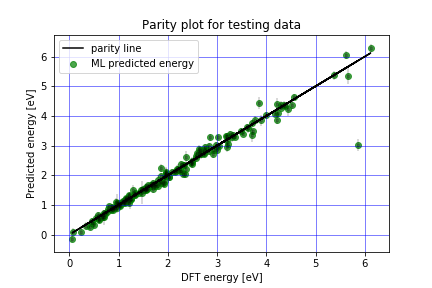 Parity plot for testing data
parity line
ML predicted energy
Predicted energy [eV]
6
5
4
3
2
1
0
0 1 2 3 4 5 6
DFT energy [eV]